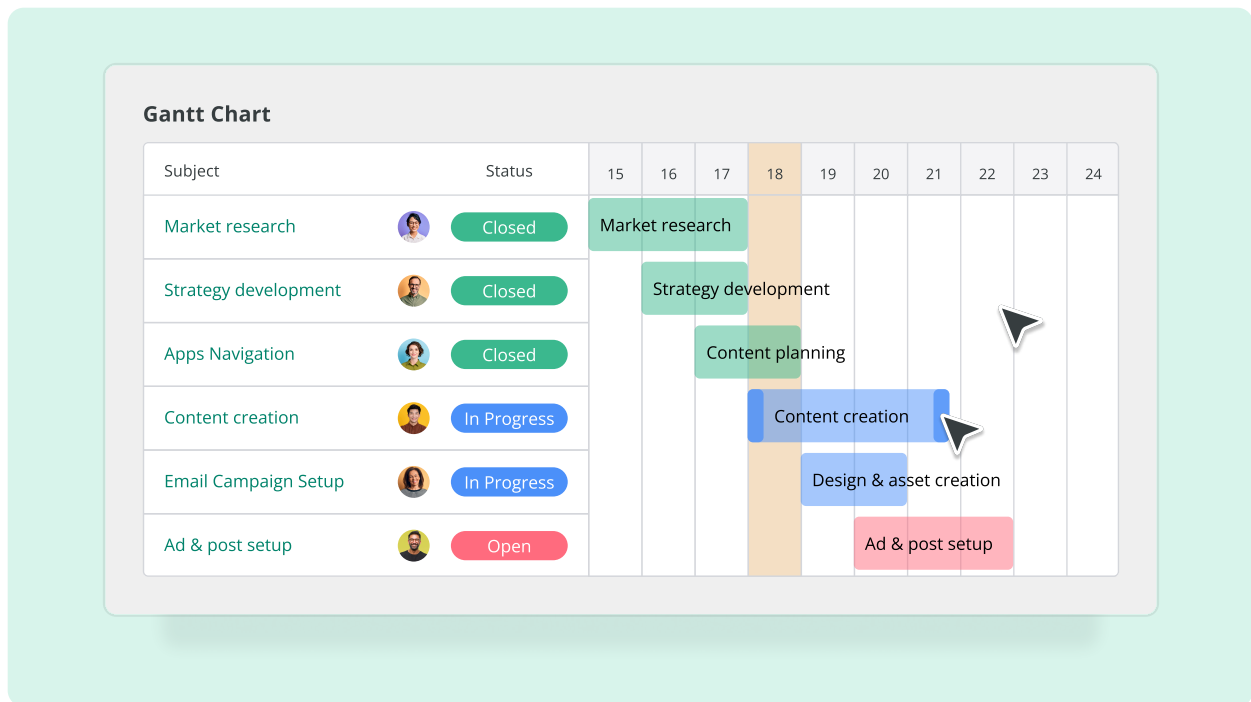 Gantt Chart
Subject Status 15 16 17 18 19 20 21 22 23 24
Market research Closed Market research
Strategy development Closed Strategy development
Apps Navigation Closed Content planning
Content creation In Progress Content creation
Email Campaign Setup In Progress Design & asset creation
Ad & post setup Open Ad & post setup